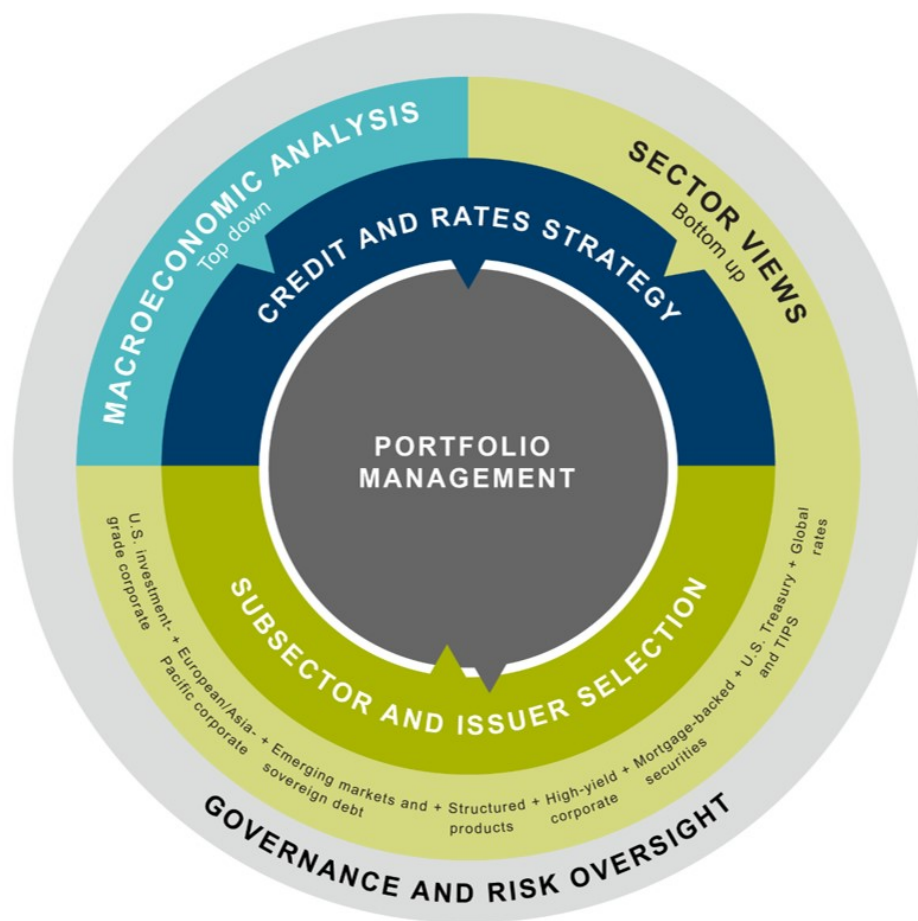 MACROECONOMIC ANALYSIS
Top down
SECTOR VIEWS
Bottom up
CREDIT AND RATES STRATEGY
PORTFOLIO
MANAGEMENT
SUBSECTOR AND ISSUER SELECTION
U.S. investment- + European/Asia- + Emerging markets and + Structured + High-yield + Mortgage-backed + U.S. Treasury + Global
grade corporate Pacific corporate sovereign debt products corporate securities and TIPS rates
GOVERNANCE AND RISK OVERSIGHT